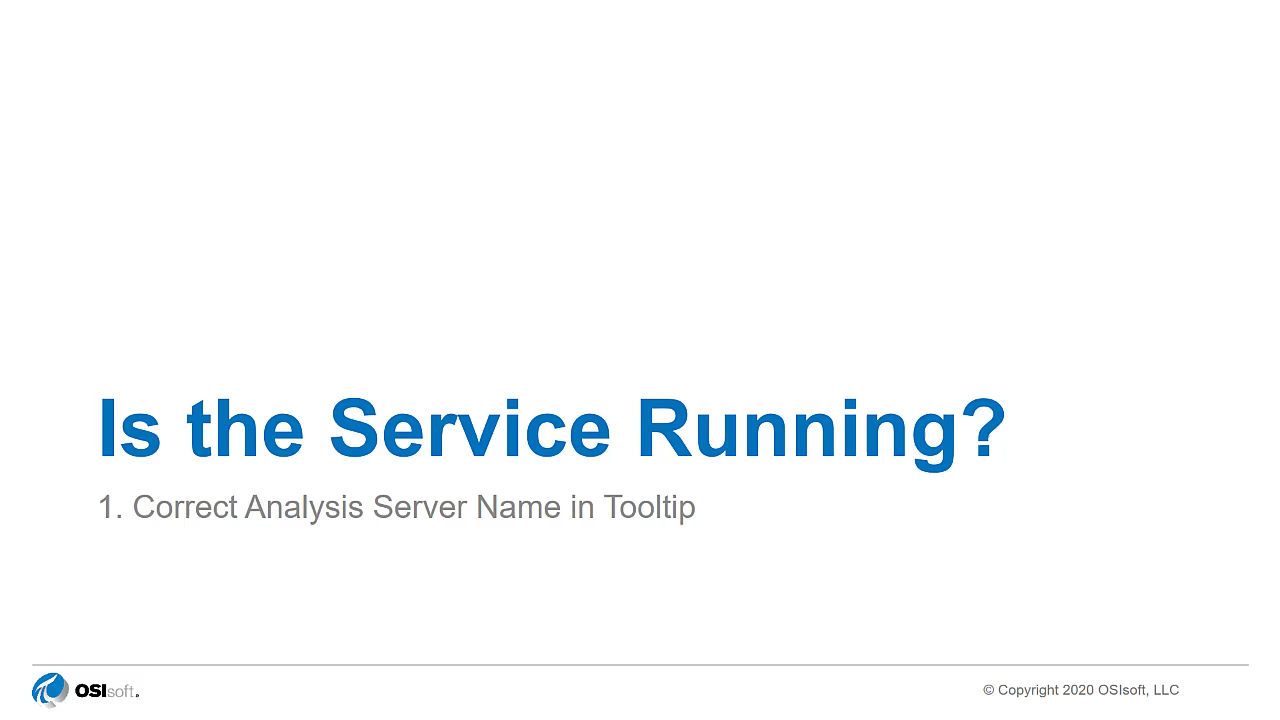 Is the Service Running?
1. Correct Analysis Server Name in Tooltip
OSIsoft.
© Copyright 2020 OSIsoft, LLC